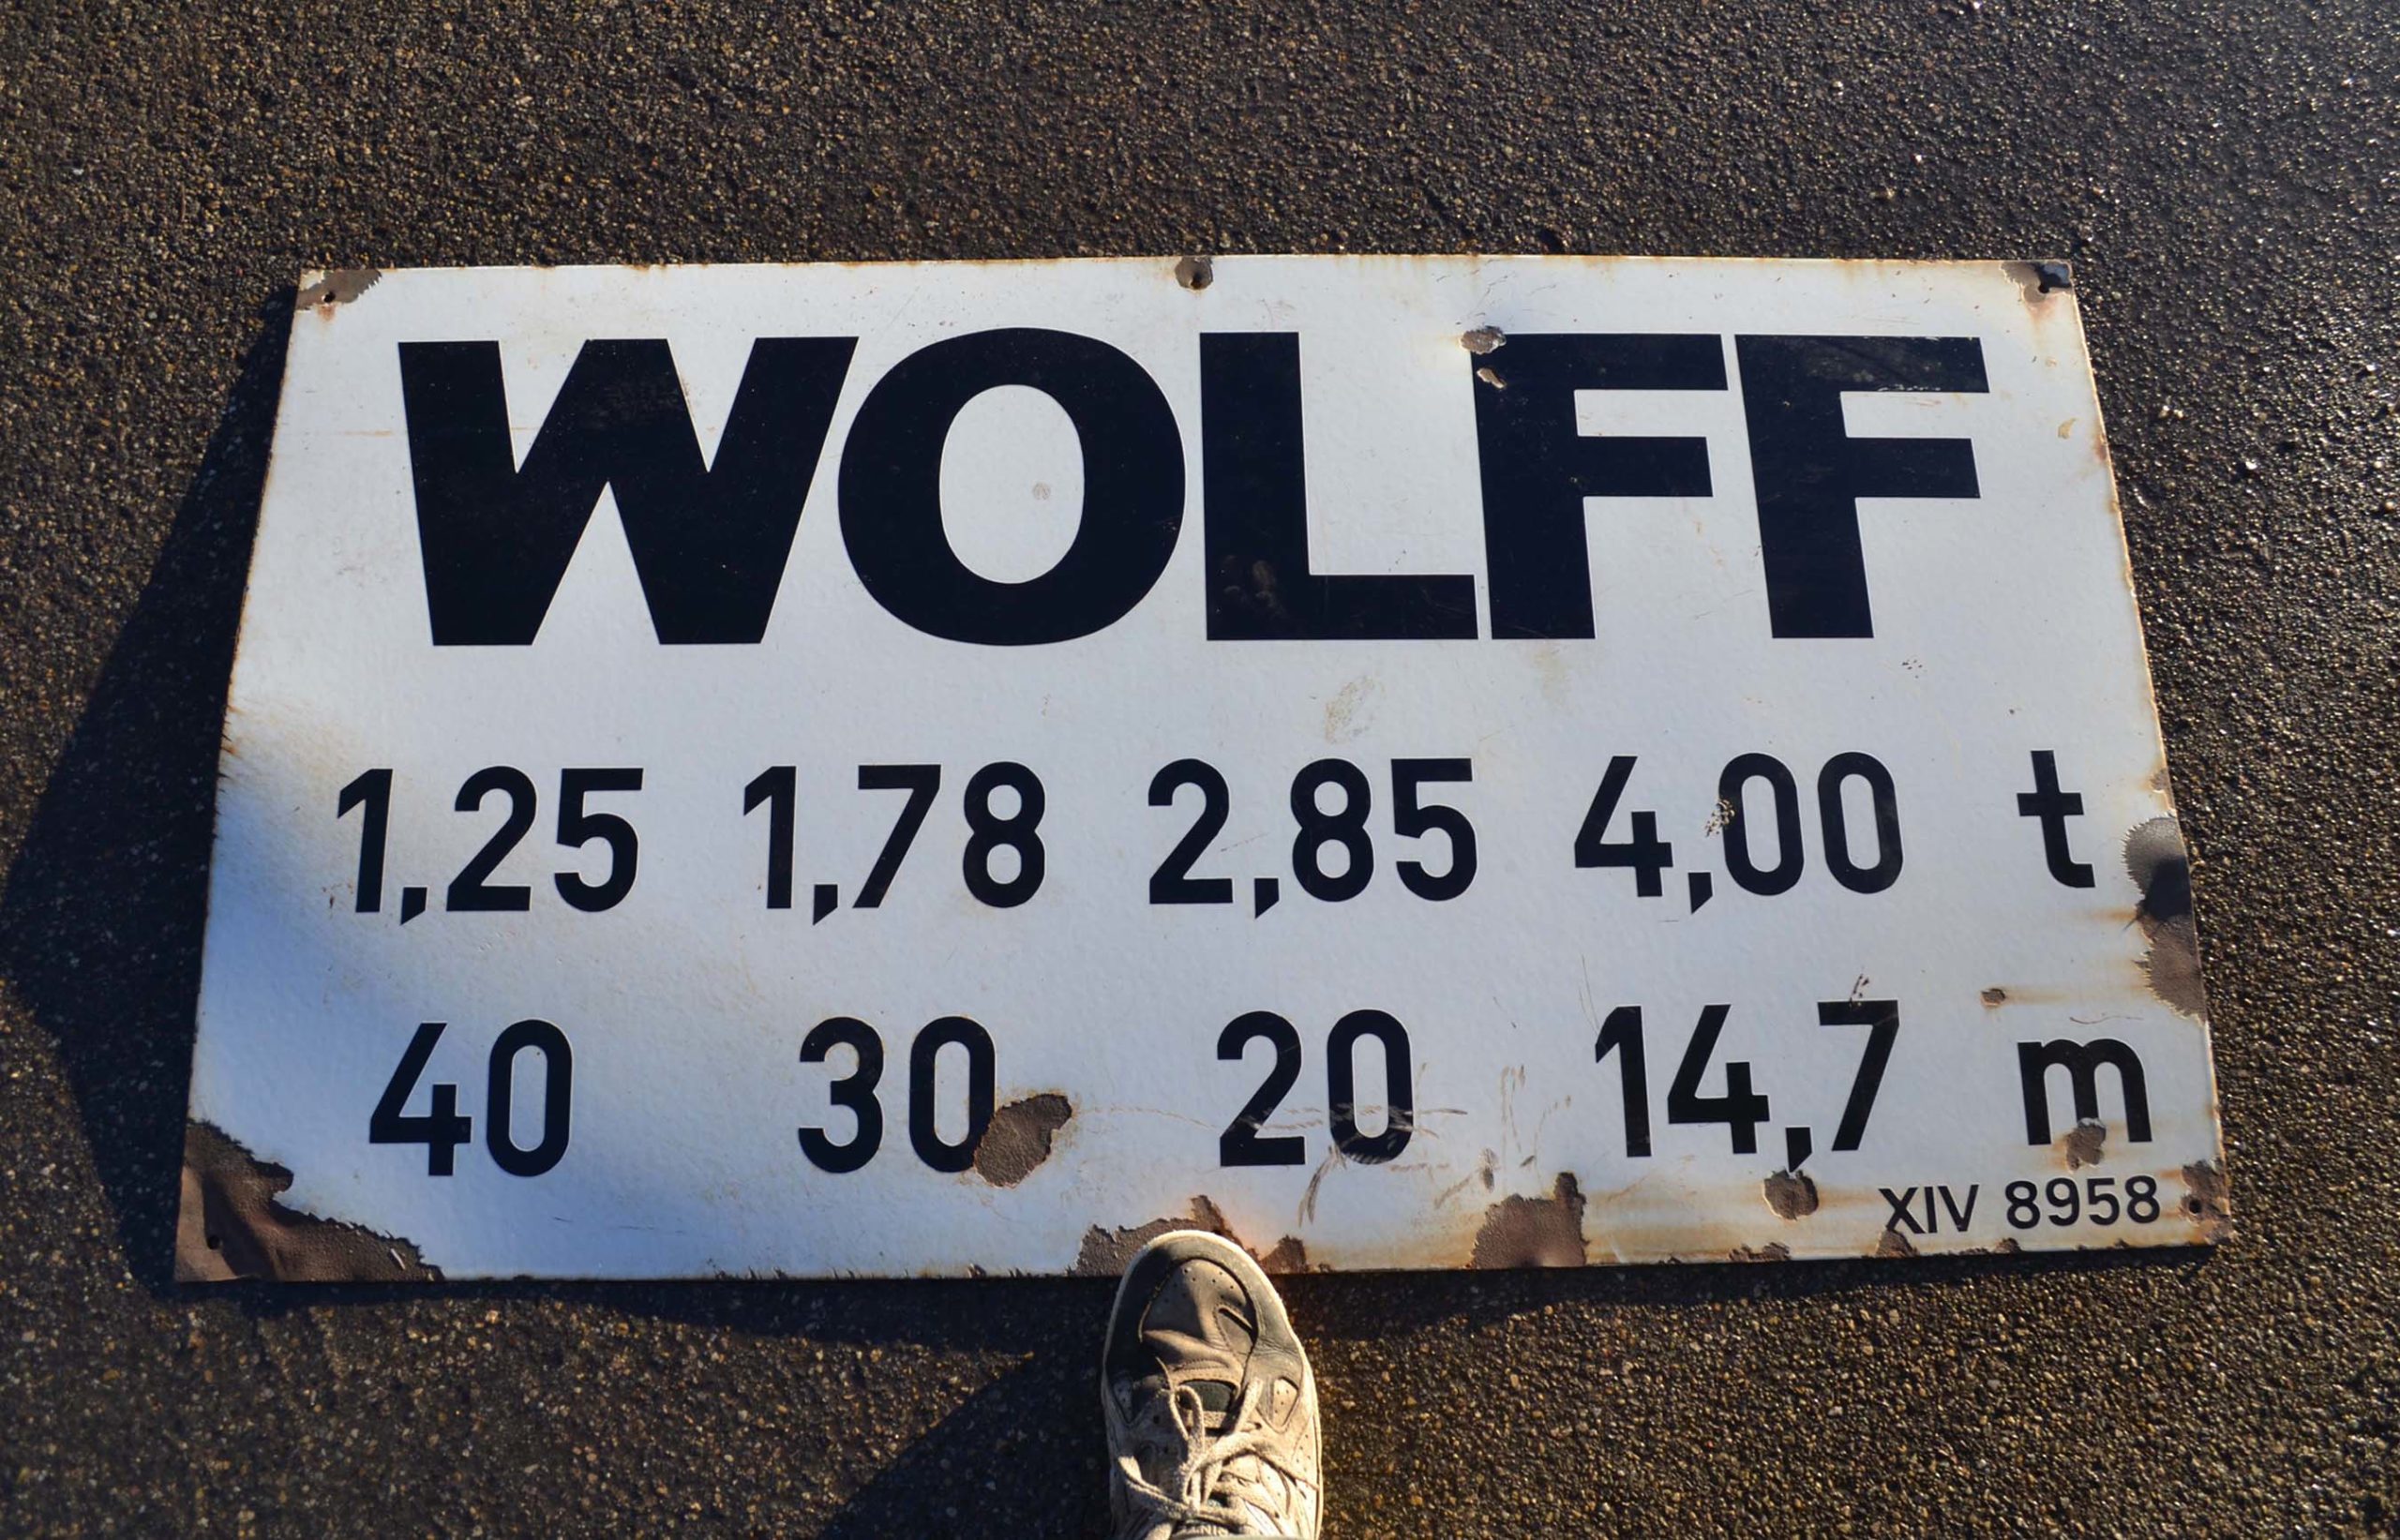 WOLFF
1,25 1,78 2,85 4,00 t
40 30 20 14,7 m
XIV 8958